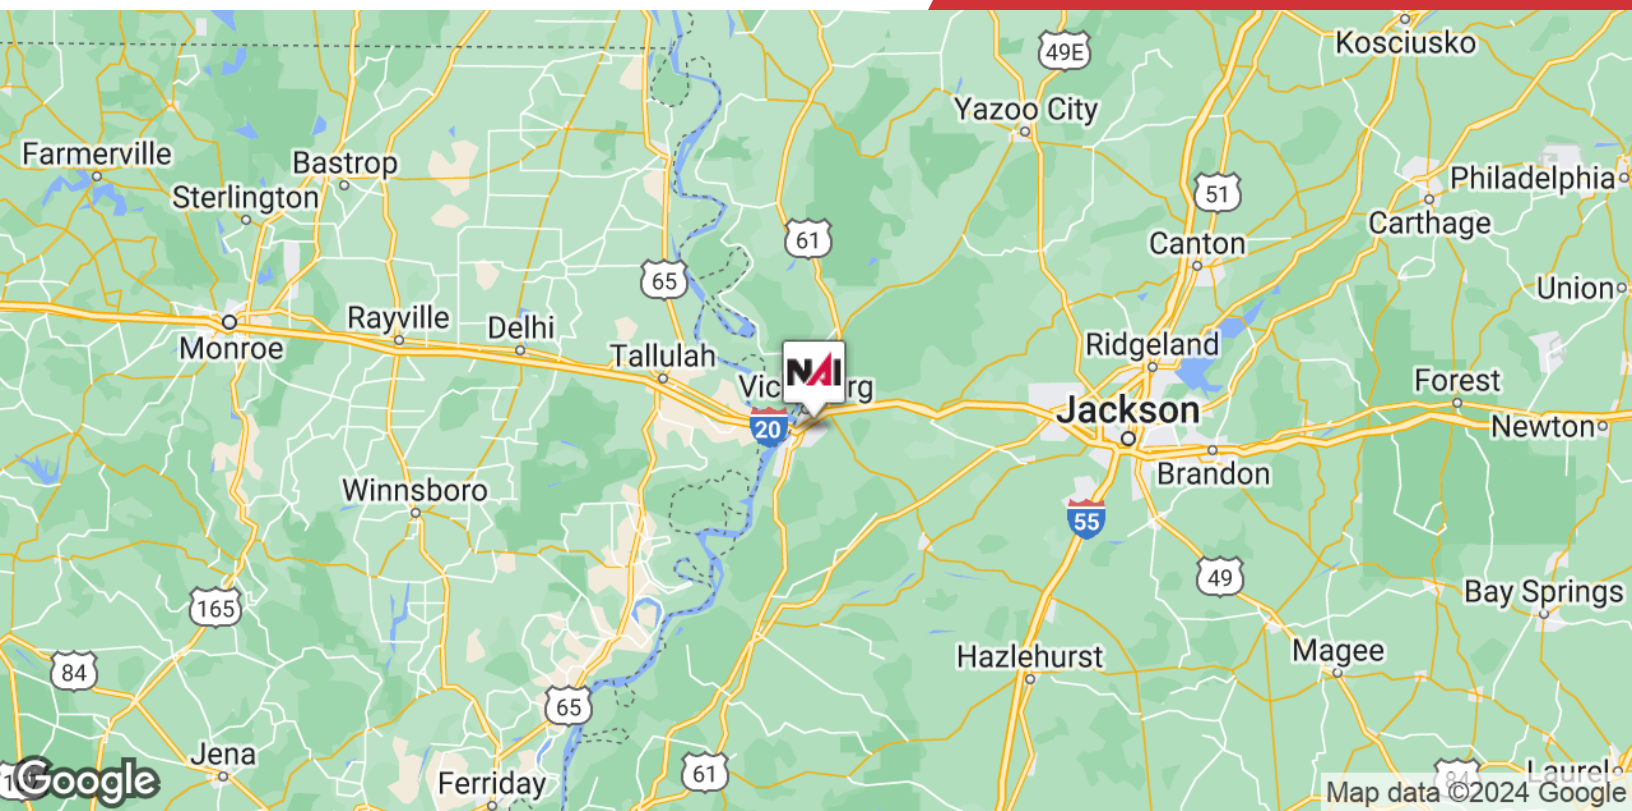 Kosciusko
49E
Yazoo City
Farmerville
Bastrop
Sterlington
51
Philadelphia
Carthage
61
Canton
65
Union
Rayville
Delhi
Monroe
Tallulah
Ridgeland
NAI
Forest
Jackson
20
Newton
Brandon
Winnsboro
55
49
165
Bay Springs
84
Hazlehurst
Magee
65
Jena
61
Ferriday
84
Laurel
Google
Map data ©2024 Google